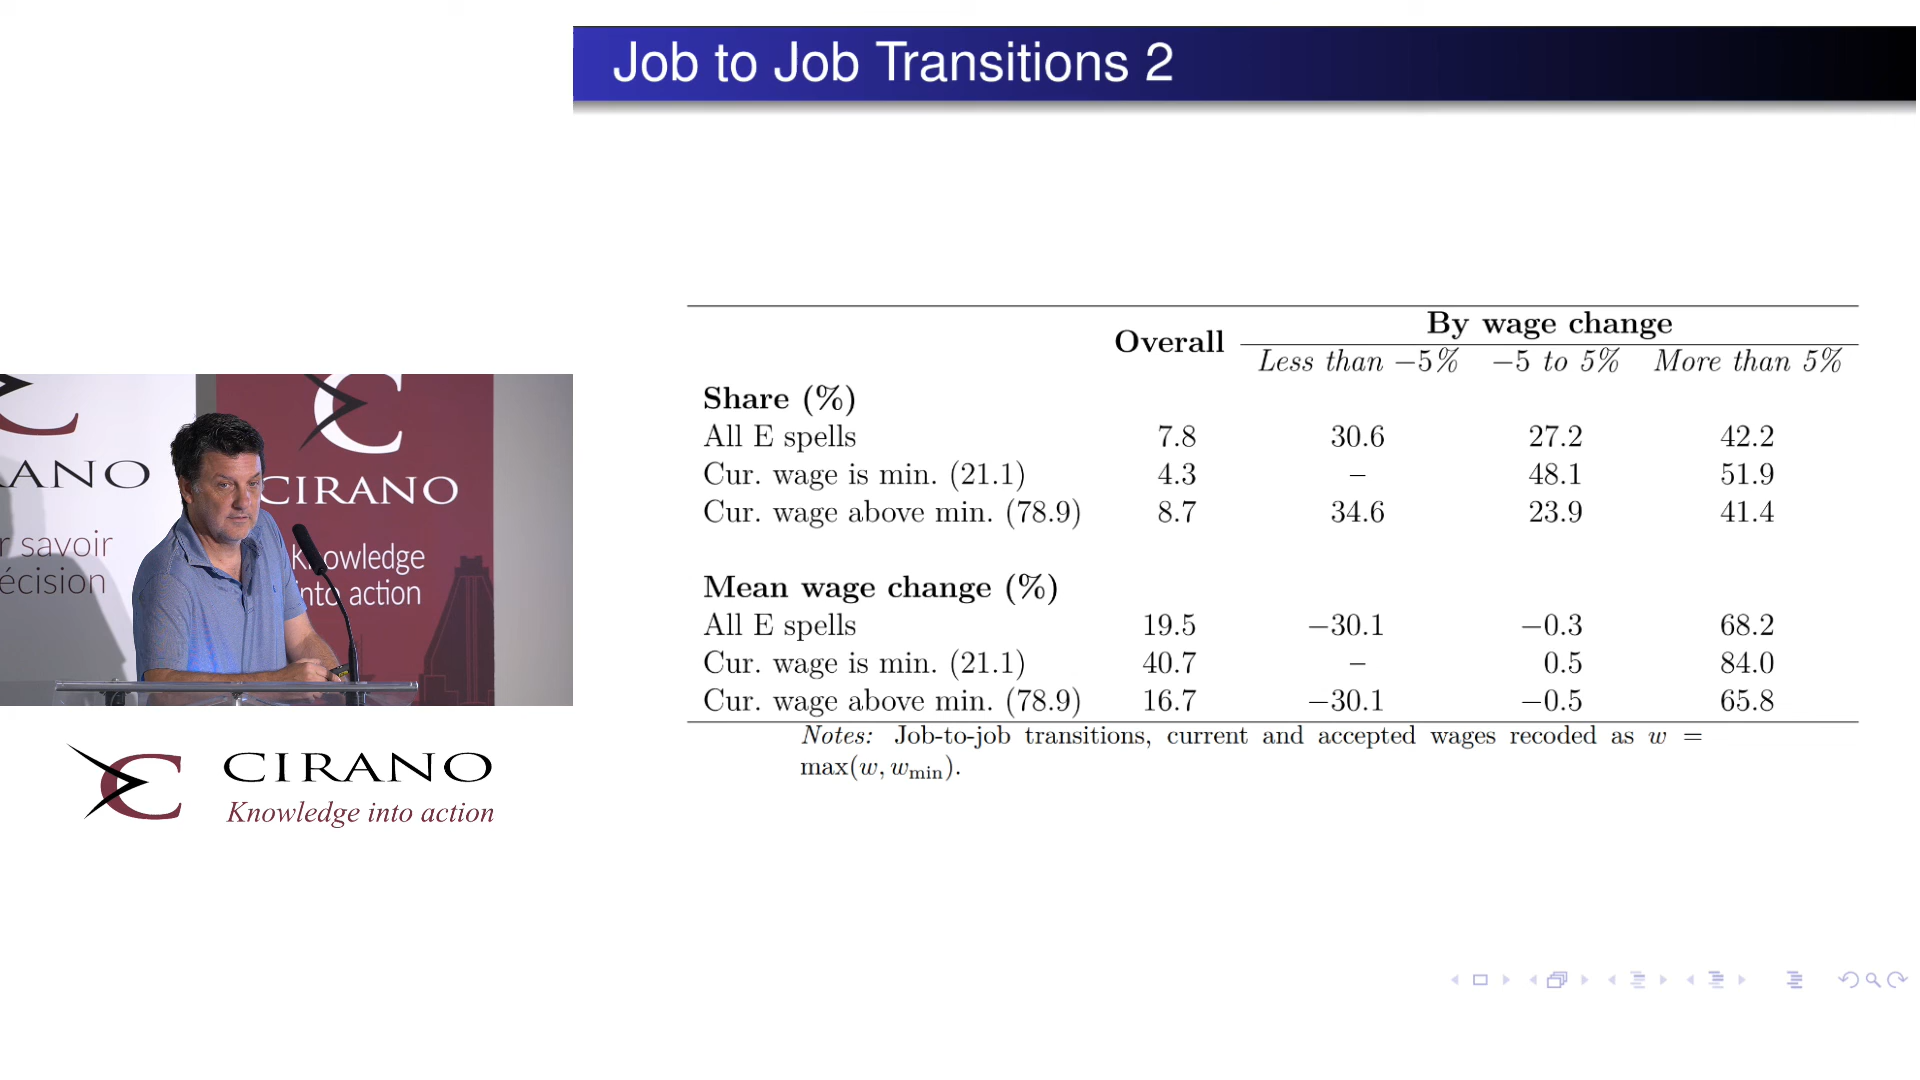 Job to Job Transitions 2
Overall By wage change
Less than −5% −5 to 5% More than 5%
Share (%)
All E spells 7.8 30.6 27.2 42.2
Cur. wage is min. (21.1) 4.3 – 48.1 51.9
Cur. wage above min. (78.9) 8.7 34.6 23.9 41.4
Mean wage change (%)
All E spells 19.5 −30.1 −0.3 68.2
Cur. wage is min. (21.1) 40.7 – 0.5 84.0
Cur. wage above min. (78.9) 16.7 −30.1 −0.5 65.8
Notes: Job-to-job transitions, current and accepted wages recoded as w =
max(w, wmin).
ANO
r savoir
écision
CIRANO
Knowledge
into action
CIRANO
Knowledge into action